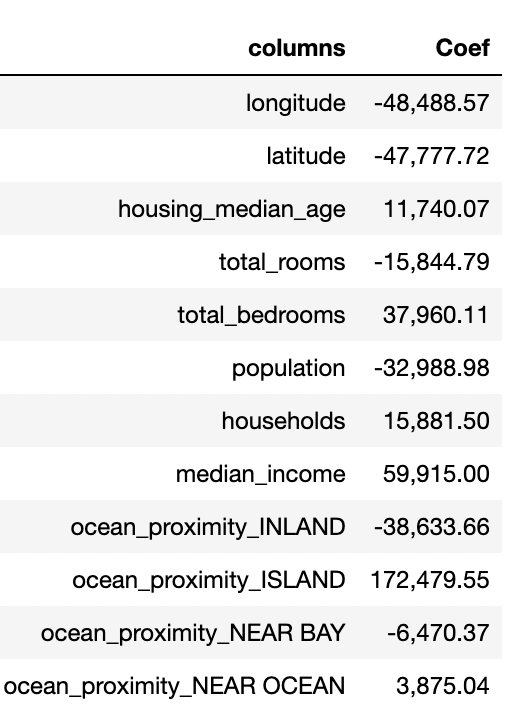 columns Coef
longitude -48,488.57
latitude -47,777.72
housing_median_age 11,740.07
total_rooms -15,844.79
total_bedrooms 37,960.11
population -32,988.98
households 15,881.50
median_income 59,915.00
ocean_proximity_INLAND -38,633.66
ocean_proximity_ISLAND 172,479.55
ocean_proximity_NEAR BAY -6,470.37
ocean_proximity_NEAR OCEAN 3,875.04